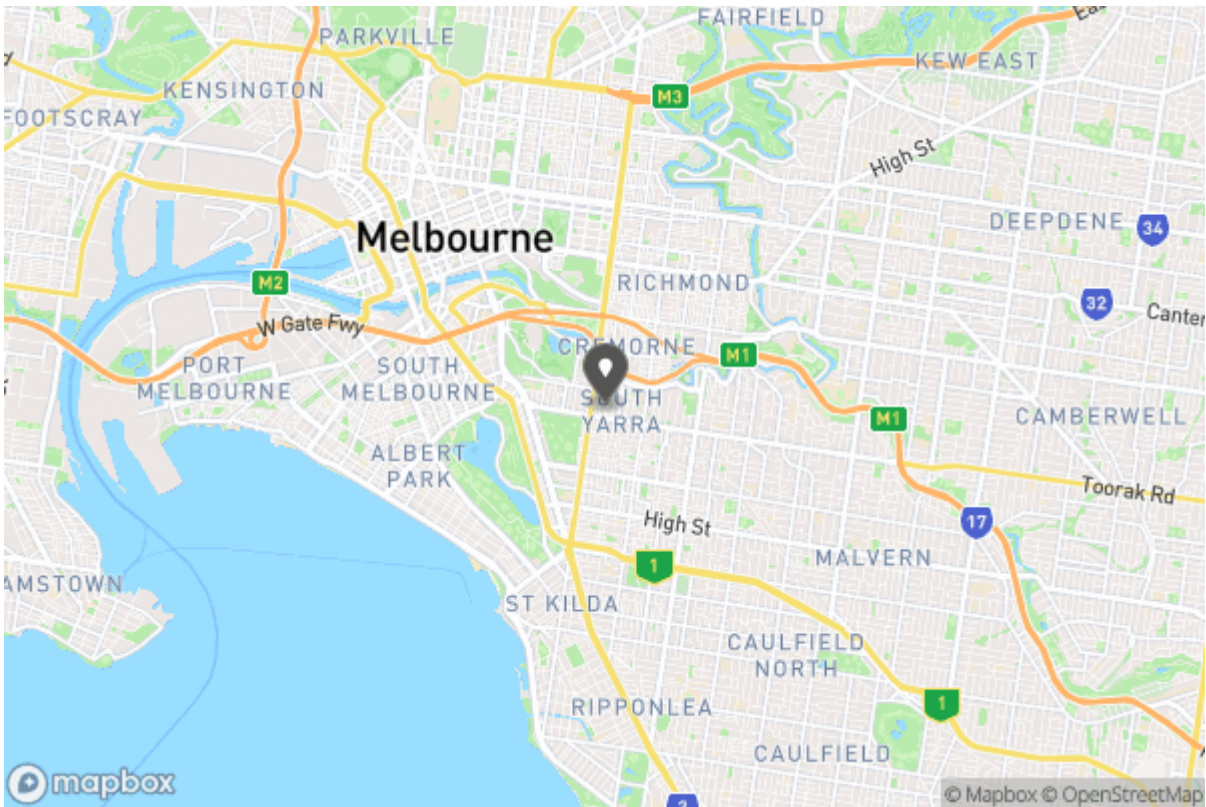 FAIRFIELD
Eas
PARKVILLE
KEW EAST
KENSINGTON
M3
FOOTSCRAY
High St
DEEPDENE
34
Melbourne
RICHMOND
M2
32
Canter
W Gate Fwy
CREMORNE
M1
PORT
MELBOURNE
SOUTH
MELBOURNE
SOUTH
YARRA
M1
CAMBERWELL
ALBERT
PARK
Toorak Rd
High St
17
1
MALVERN
AMSTOWN
ST KILDA
CAULFIELD
NORTH
RIPPONLEA
1
CAULFIELD
mapbox
© Mapbox © OpenStreetMap